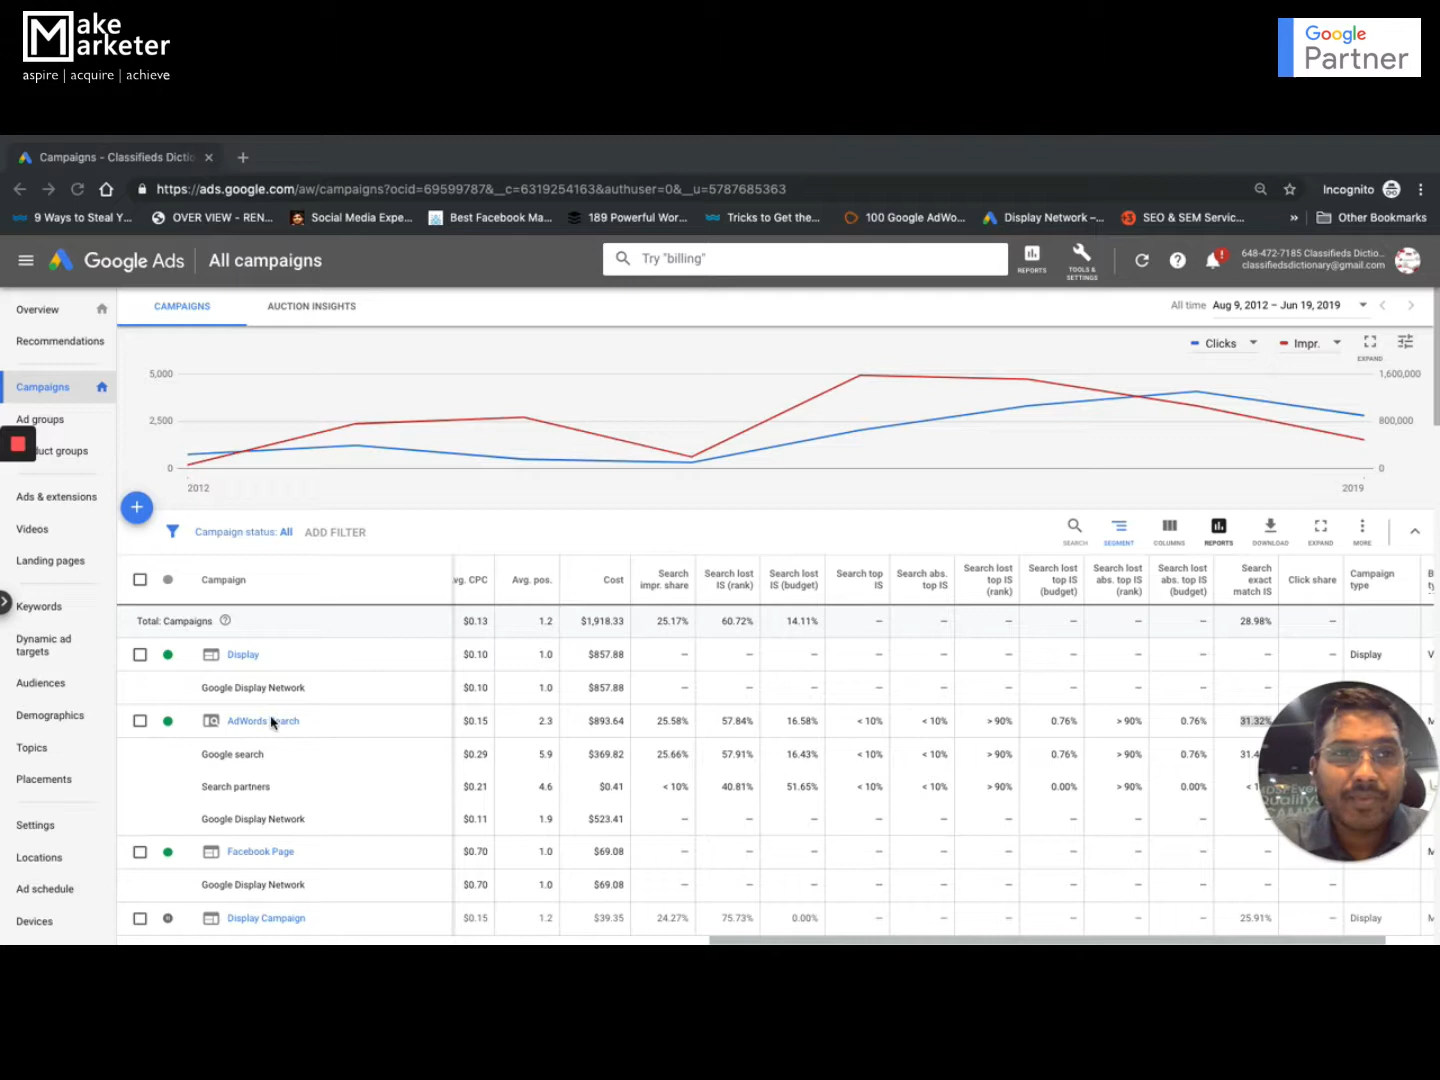 Make Marketer
aspire | acquire | achieve
Google
Partner
Campaigns - Classifieds Dictio
https://ads.google.com/aw/campaigns?ocid=69599787&__c=6319254163&authuser=0&__u=5787685363
Incognito
9 Ways to Steal Y...
OVER VIEW - REN...
Social Media Expe...
Best Facebook Ma...
189 Powerful Wor...
Tricks to Get the...
100 Google AdWo...
Display Network –...
SEO & SEM Servic...
»
Other Bookmarks
Google Ads
All campaigns
Try "billing"
REPORTS
TOOLS & SETTINGS
648-472-7185 Classifieds Dictio...
classifiedsdictionary@gmail.com
Overview
Recommendations
Campaigns
Ad groups
uct groups
Ads & extensions
Videos
Landing pages
Keywords
Dynamic ad
targets
Audiences
Demographics
Topics
Placements
Settings
Locations
Ad schedule
Devices
CAMPAIGNS
AUCTION INSIGHTS
All time Aug 9, 2012 – Jun 19, 2019
Clicks
Impr.
EXPAND
5,000
2,500
0
1,600,000
800,000
0
2012
2019
Campaign status: All
ADD FILTER
SEARCH
SEGMENT
COLUMNS
REPORTS
DOWNLOAD
EXPAND
MORE
Campaign vg. CPC Avg. pos. Cost Search impr. share Search lost IS (rank) Search lost IS (budget) Search top IS Search abs. top IS Search lost top IS (rank) Search lost top IS (budget) Search lost abs. top IS (rank) Search lost abs. top IS (budget) Search exact match IS Click share Campaign type
Total: Campaigns $0.13 1.2 $1,918.33 25.17% 60.72% 14.11% – – – – – – 28.98% –
Display $0.10 1.0 $857.88 – – – – – – – – – – – Display
Google Display Network $0.10 1.0 $857.88 – – – – – – – – – – –
AdWords Search $0.15 2.3 $893.64 25.58% 57.84% 16.58% < 10% < 10% > 90% 0.76% > 90% 0.76% 31.32%
Google search $0.29 5.9 $369.82 25.66% 57.91% 16.43% < 10% < 10% > 90% 0.76% > 90% 0.76% 31.4
Search partners $0.21 4.6 $0.41 < 10% 40.81% 51.65% < 10% < 10% > 90% 0.00% > 90% 0.00% < 1
Google Display Network $0.11 1.9 $523.41 – – – – – – – – – –
Facebook Page $0.70 1.0 $69.08 – – – – – – – – – –
Google Display Network $0.70 1.0 $69.08 – – – – – – – – – – –
Display Campaign $0.15 1.2 $39.35 24.27% 75.73% 0.00% – – – – – – 25.91% – Display